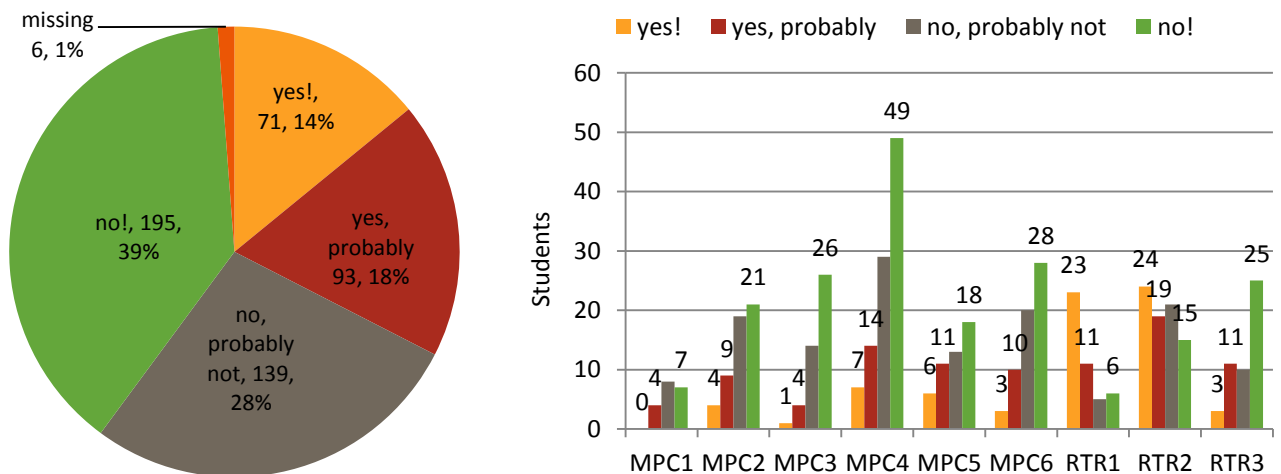 missing
6, 1%
yes!,
71, 14%
yes,
probably
93, 18%
no,
probably
not, 139,
28%
no!, 195,
39%
yes! yes, probably no, probably not no!
Students
60
50
40
30
20
10
0
0 4 7
4 9 21
1 4 26
7 14 49
6 11 18
3 10 28
23 11 6
24 19 15
3 11 25
MPC1 MPC2 MPC3 MPC4 MPC5 MPC6 RTR1 RTR2 RTR3